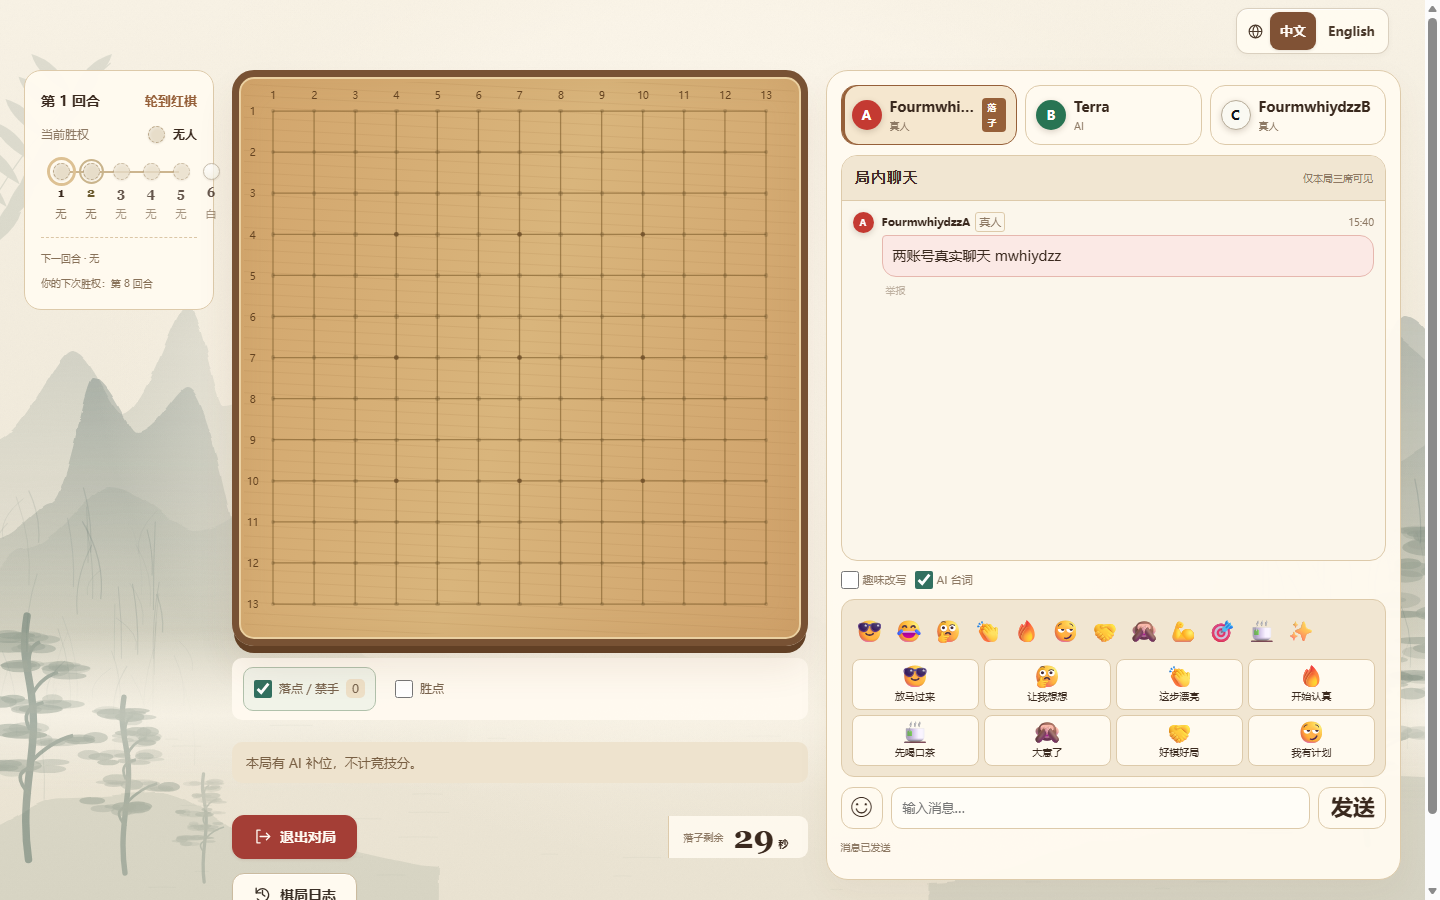 中文 English
第 1 回合 轮到红棋
当前胜权 无人
1 2 3 4 5 6
无 无 无 无 无 白
下一回合 · 无
你的下次胜权：第 8 回合
1 2 3 4 5 6 7 8 9 10 11 12 13
1
2
3
4
5
6
7
8
9
10
11
12
13
落点 / 禁手 0 胜点
本局有 AI 补位，不计竞技分。
退出对局
落子剩余 29 秒
棋局日志
A Fourmwhi... 真人 落子
B Terra AI
C FourmwhiydzzB 真人
局内聊天 仅本局三席可见
A FourmwhiydzzA 真人 15:40
两账号真实聊天 mwhiydzz
举报
趣味改写 AI 台词
放马过来 让我想想 这步漂亮 开始认真
先喝口茶 大意了 好棋好局 我有计划
输入消息... 发送
消息已发送